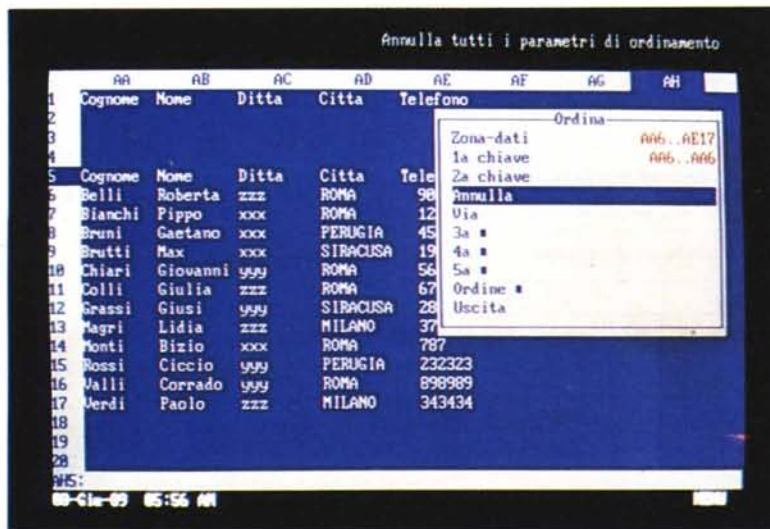 Annulla tutti i parametri di ordinamento
AA AB AC AD AE AF AG AH
1 Cognome Nome Ditta Citta Telefono
2
3
4
5 Cognome Nome Ditta Citta Tele
6 Belli Roberta zzz ROMA 98
7 Bianchi Pippo xxx ROMA 12
8 Bruni Gaetano xxx PERUGIA 45
9 Brutti Max xxx SIRACUSA 19
10 Chiari Giovanni yyy ROMA 56
11 Colli Giulia zzz ROMA 67
12 Grassi Giusi yyy SIRACUSA 28
13 Magri Lidia zzz MILANO 37
14 Monti Bizio xxx ROMA 787
15 Rossi Ciccio yyy PERUGIA 232323
16 Valli Corrado yyy ROMA 898989
17 Verdi Paolo zzz MILANO 343434
18
19
20
Ordina
Zona-dati AA6..AE17
1a chiave AA6..AA6
2a chiave
Annulla
Via
3a
4a
5a
Ordine
Uscita
AH5:
05:56 AM
MENU